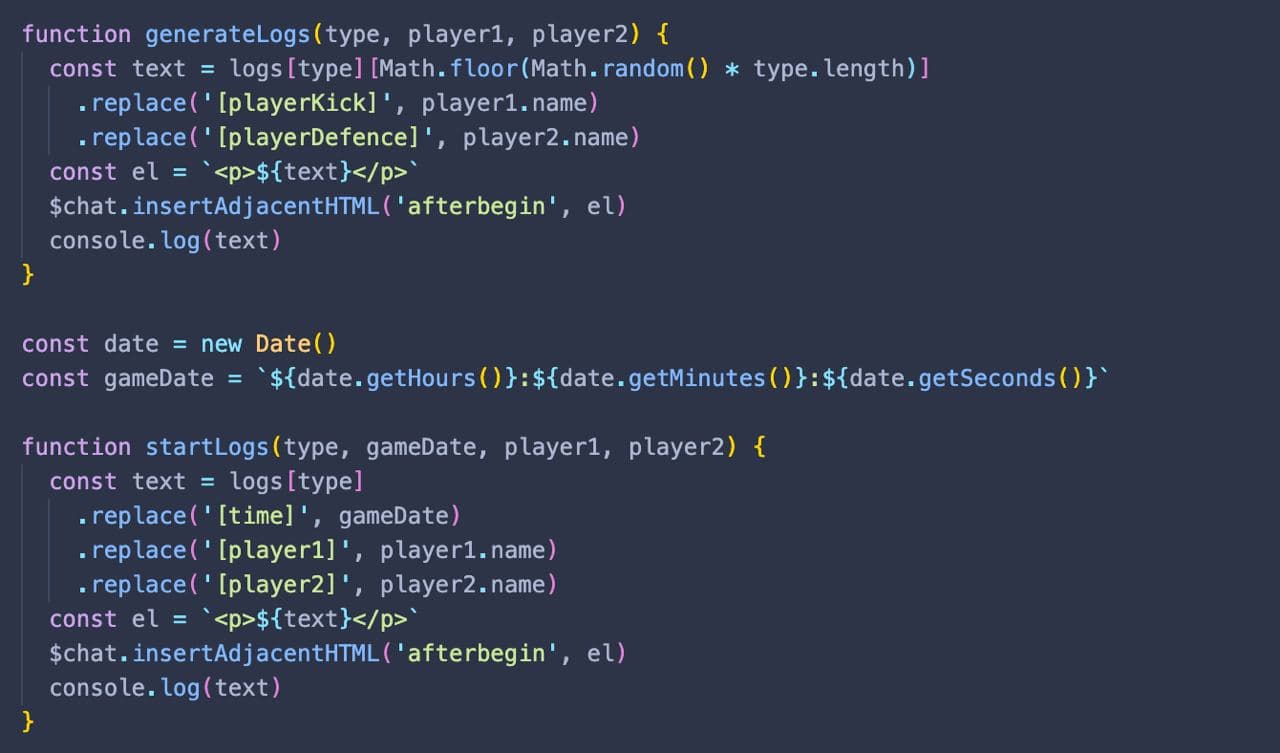 function generateLogs(type, player1, player2) {
  const text = logs[type][Math.floor(Math.random() * type.length)]
    .replace('[playerKick]', player1.name)
    .replace('[playerDefence]', player2.name)
  const el = `<p>${text}</p>`
  $chat.insertAdjacentHTML('afterbegin', el)
  console.log(text)
}

const date = new Date()
const gameDate = `${date.getHours()}:${date.getMinutes()}:${date.getSeconds()}`

function startLogs(type, gameDate, player1, player2) {
  const text = logs[type]
    .replace('[time]', gameDate)
    .replace('[player1]', player1.name)
    .replace('[player2]', player2.name)
  const el = `<p>${text}</p>`
  $chat.insertAdjacentHTML('afterbegin', el)
  console.log(text)
}